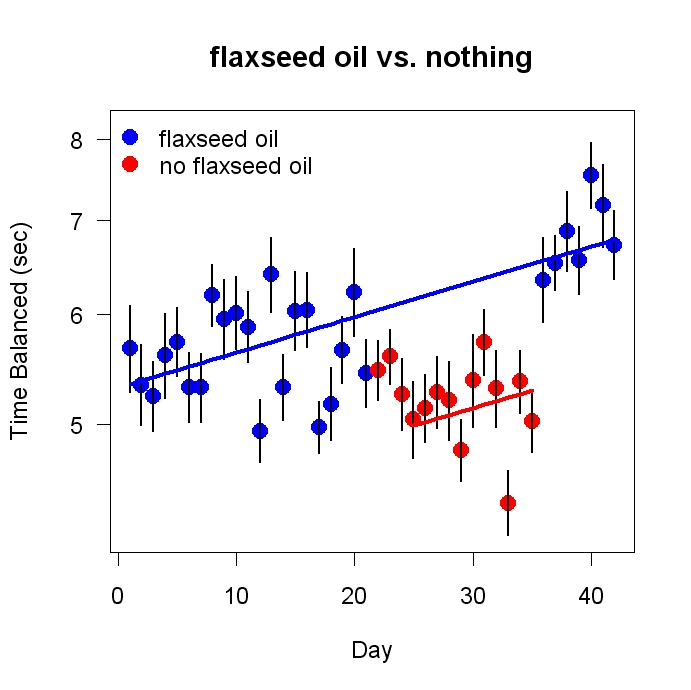 flaxseed oil vs. nothing
flaxseed oil
no flaxseed oil
8
7
6
5
Time Balanced (sec)
0 10 20 30 40
Day